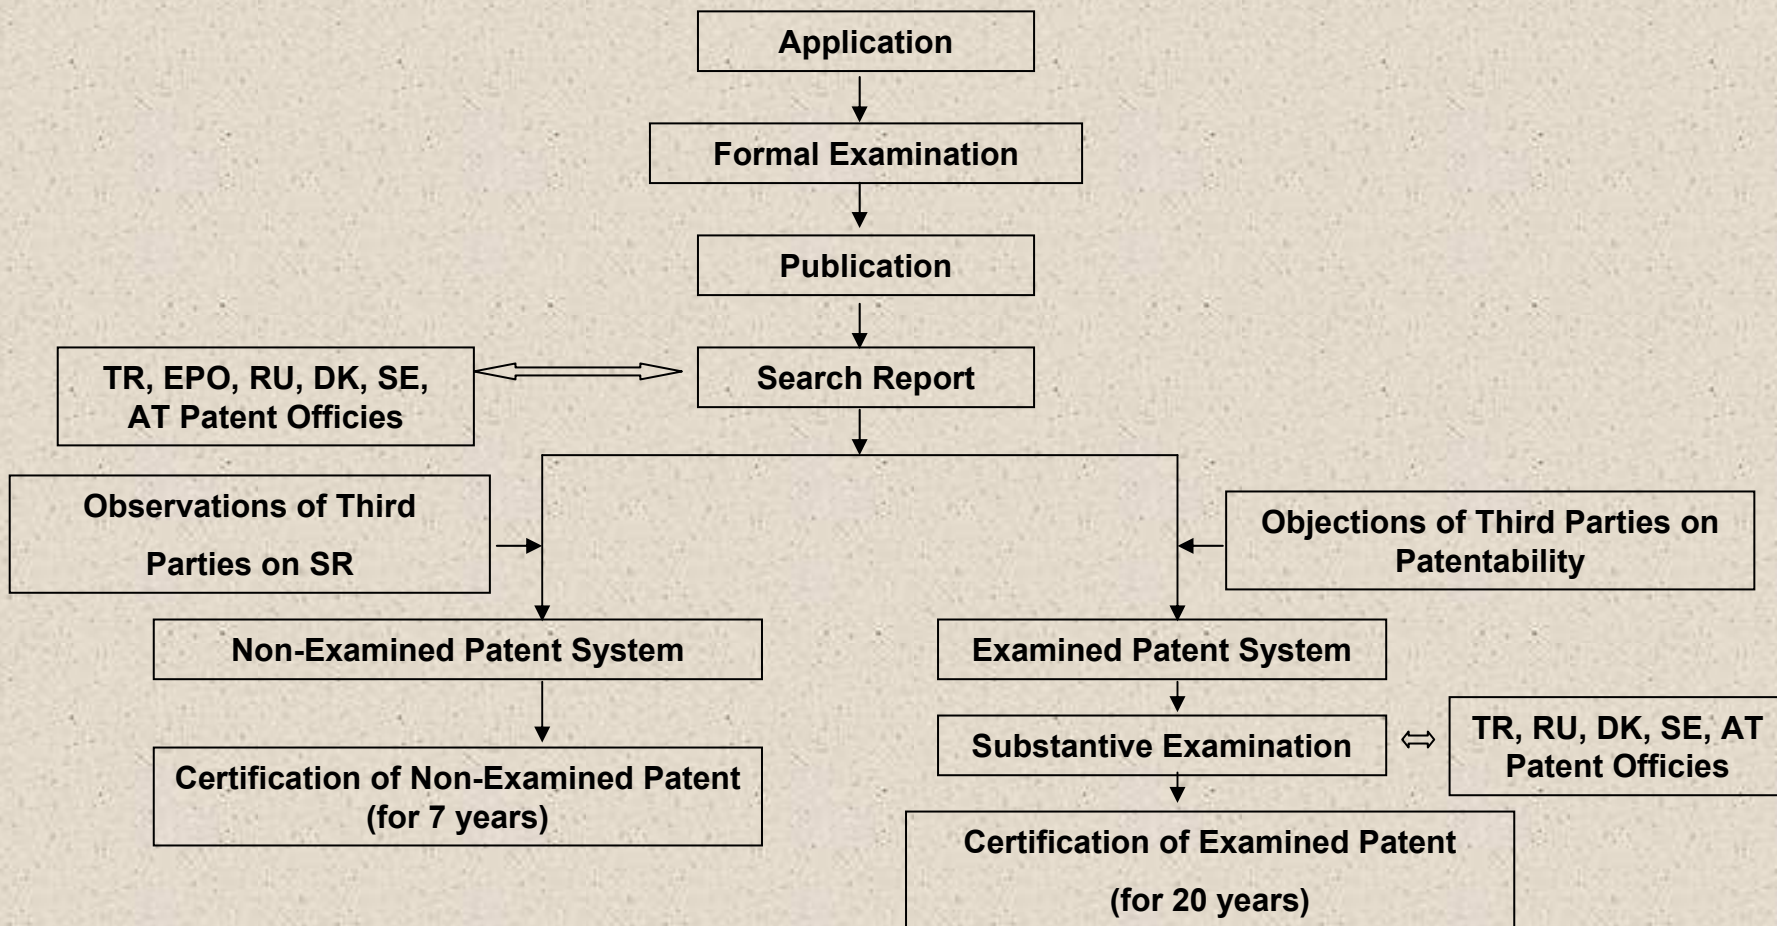 Application
Formal Examination
Publication
TR, EPO, RU, DK, SE,
AT Patent Officies
Search Report
Observations of Third
Parties on SR
Objections of Third Parties on
Patentability
Non-Examined Patent System
Examined Patent System
Certification of Non-Examined Patent
(for 7 years)
Substantive Examination
TR, RU, DK, SE, AT
Patent Officies
Certification of Examined Patent
(for 20 years)